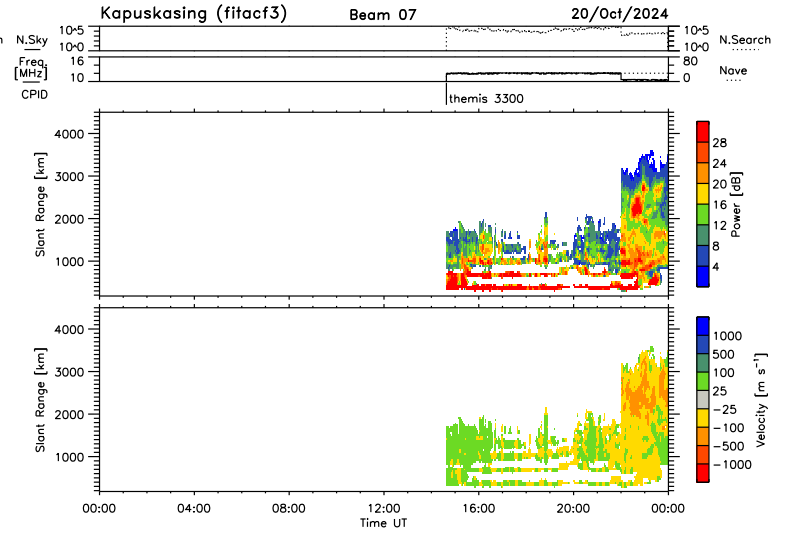 Kapuskasing (fitacf3) Beam 07 20/Oct/2024
N.Sky 10^5 10^5 N.Search
10^0 10^0
Freq. 16 80
[MHz] 10 0 Nave
CPID themis 3300
4000
3000
2000
1000
Slant Range [km]
28
24
20
16
12
8
4
Power [dB]
4000
3000
2000
1000
Slant Range [km]
1000
500
100
25
−25
−100
−500
−1000
Velocity [m s⁻¹]
00:00 04:00 08:00 12:00 16:00 20:00 00:00
Time UT